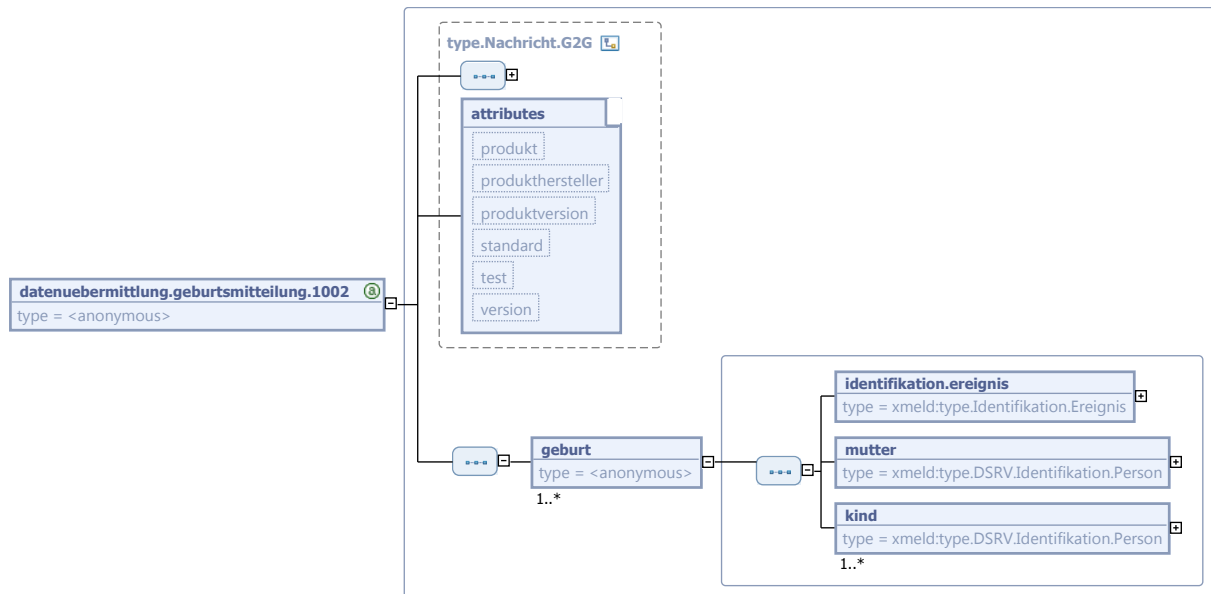 type.Nachricht.G2G
attributes
produkt
produkthersteller
produktversion
standard
test
version
datenuebermittlung.geburtsmitteilung.1002 a
type = <anonymous>
geburt
type = <anonymous>
1..*
identifikation.ereignis
type = xmeld:type.Identifikation.Ereignis
mutter
type = xmeld:type.DSRV.Identifikation.Person
kind
type = xmeld:type.DSRV.Identifikation.Person
1..*